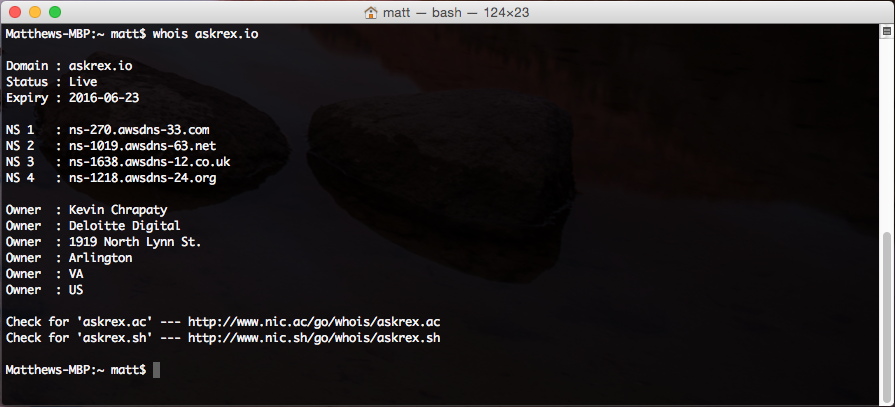 matt — bash — 124×23
Matthews-MBP:~ matt$ whois askrex.io
Domain : askrex.io
Status : Live
Expiry : 2016-06-23
NS 1   : ns-270.awsdns-33.com
NS 2   : ns-1019.awsdns-63.net
NS 3   : ns-1638.awsdns-12.co.uk
NS 4   : ns-1218.awsdns-24.org
Owner  : Kevin Chrapaty
Owner  : Deloitte Digital
Owner  : 1919 North Lynn St.
Owner  : Arlington
Owner  : VA
Owner  : US
Check for 'askrex.ac' --- http://www.nic.ac/go/whois/askrex.ac
Check for 'askrex.sh' --- http://www.nic.sh/go/whois/askrex.sh
Matthews-MBP:~ matt$